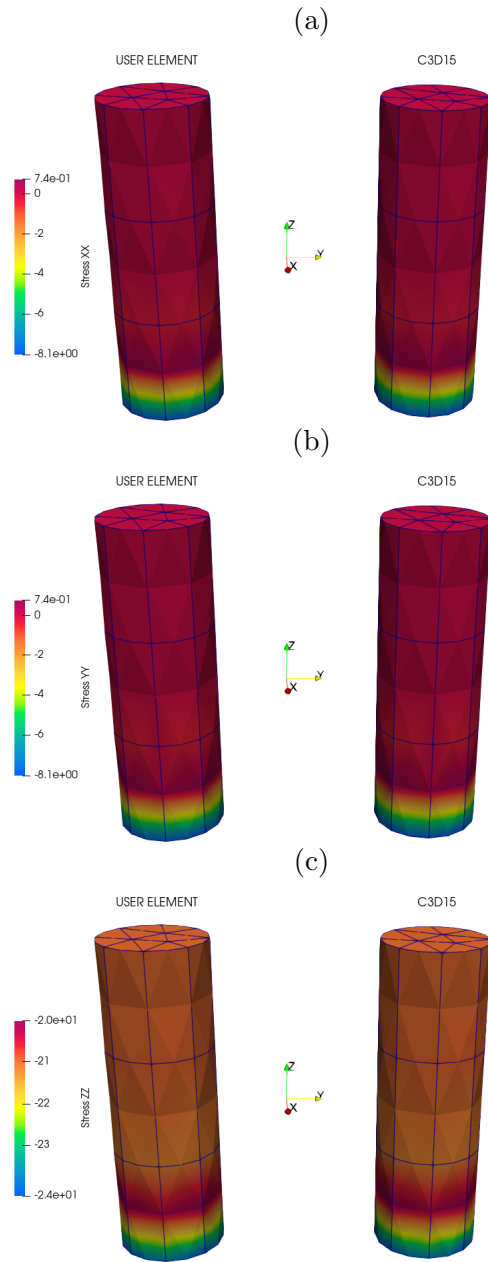 (a)
USER ELEMENT C3D15
7.4e-01
0
-2
-4
-6
-8.1e+00
Stress XX
Z
Y
X
(b)
USER ELEMENT C3D15
7.4e-01
0
-2
-4
-6
-8.1e+00
Stress YY
Z
Y
X
(c)
USER ELEMENT C3D15
-2.0e+01
-21
-22
-23
-2.4e+01
Stress ZZ
Z
Y
X